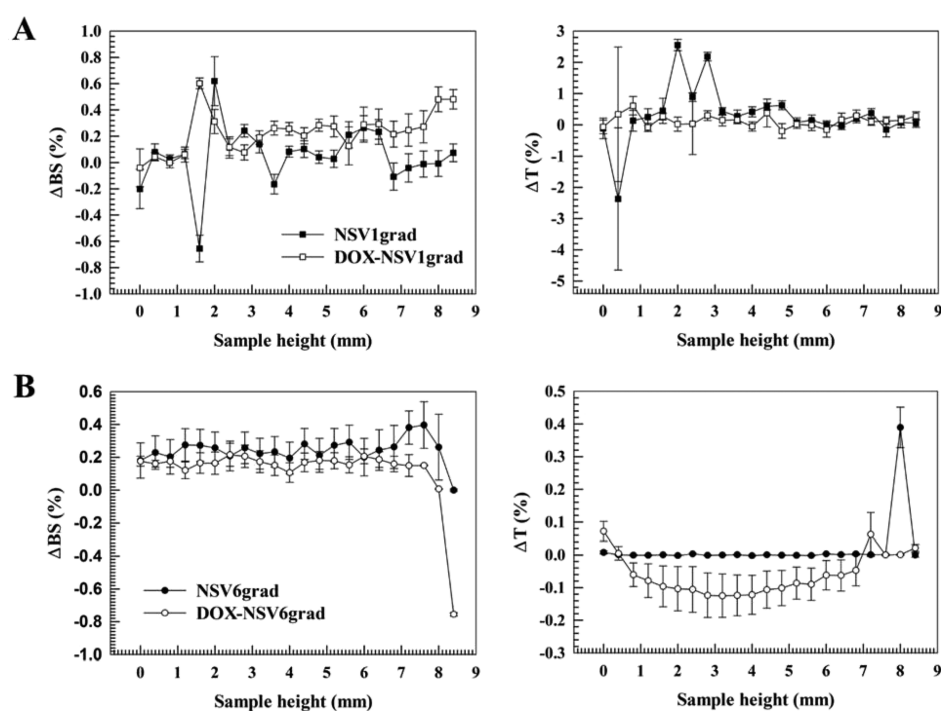 A
ΔBS (%)
1.0
0.8
0.6
0.4
0.2
0.0
-0.2
-0.4
-0.6
-0.8
-1.0
NSV1grad
DOX-NSV1grad
0 1 2 3 4 5 6 7 8 9
Sample height (mm)
ΔT (%)
3
2
1
0
-1
-2
-3
-4
-5
0 1 2 3 4 5 6 7 8 9
Sample height (mm)
B
ΔBS (%)
0.6
0.4
0.2
0.0
-0.2
-0.4
-0.6
-0.8
-1.0
NSV6grad
DOX-NSV6grad
0 1 2 3 4 5 6 7 8 9
Sample height (mm)
ΔT (%)
0.5
0.4
0.3
0.2
0.1
0.0
-0.1
-0.2
-0.3
0 1 2 3 4 5 6 7 8 9
Sample height (mm)